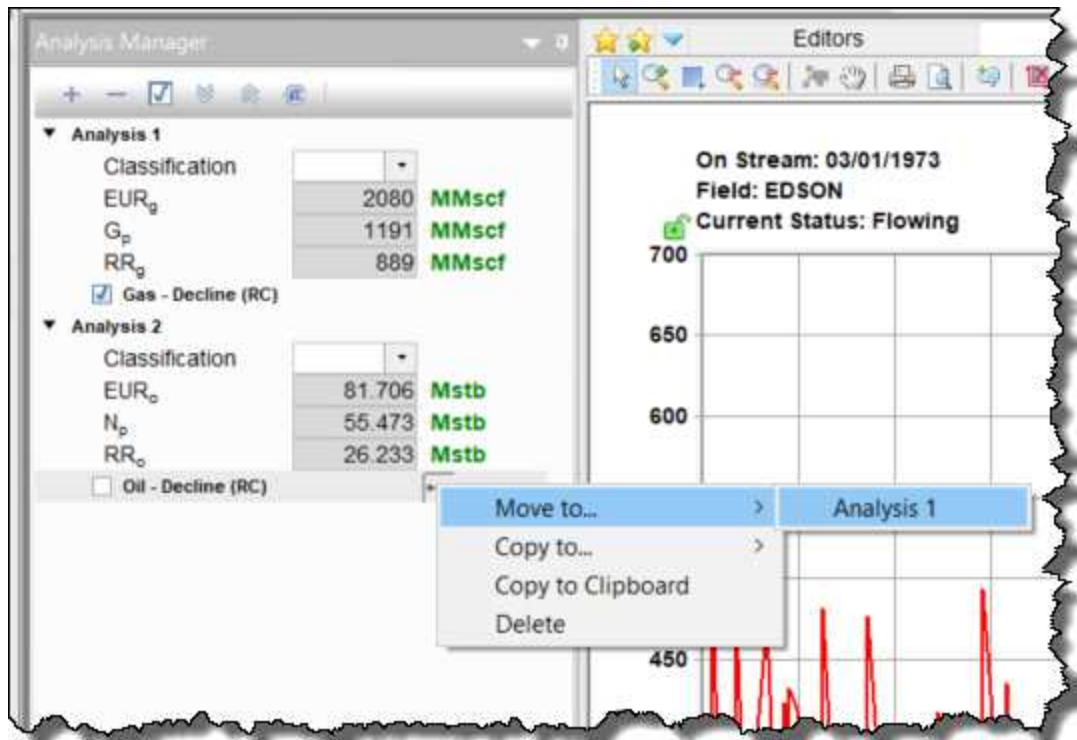 Analysis Manager
Editors
Analysis 1
Classification
EURg 2080 MMscf
Gp 1191 MMscf
RRg 889 MMscf
Gas - Decline (RC)
Analysis 2
Classification
EURo 81.706 Mstb
Np 55.473 Mstb
RRo 26.233 Mstb
Oil - Decline (RC)
Move to... >
Analysis 1
Copy to... >
Copy to Clipboard
Delete
On Stream: 03/01/1973
Field: EDSON
Current Status: Flowing
700
650
600
450